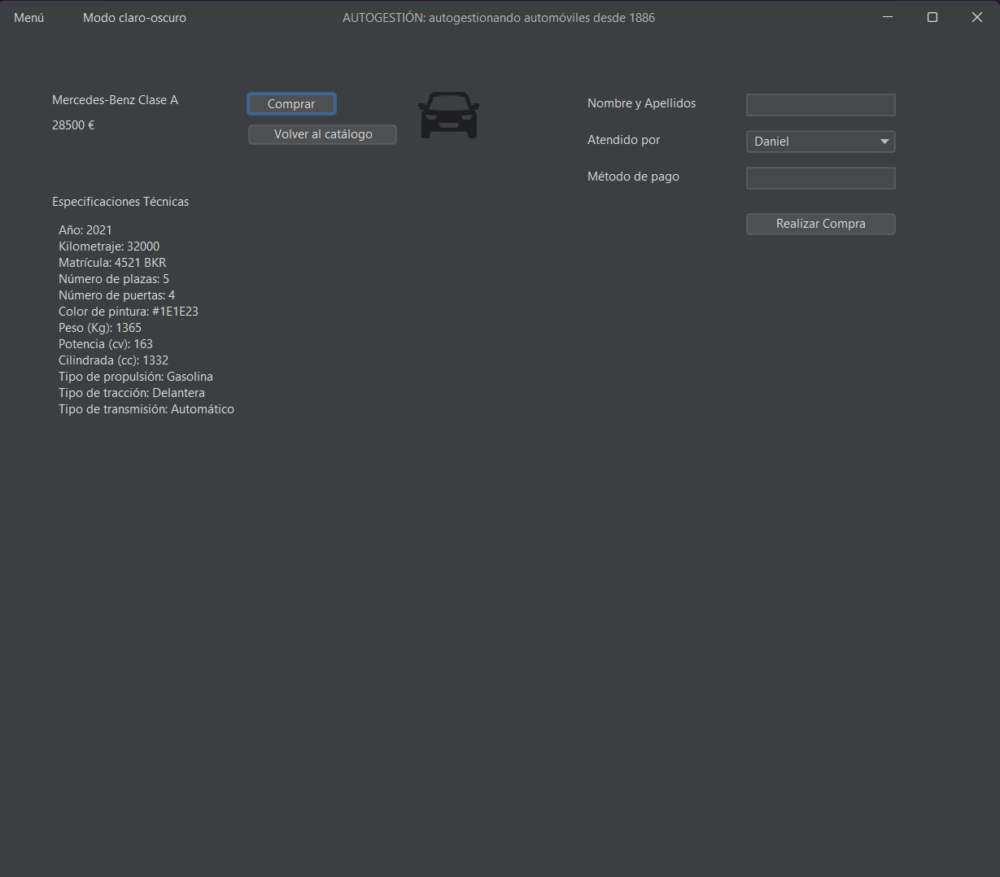 Menú
Modo claro-oscuro
AUTOGESTIÓN: autogestionando automóviles desde 1886
Mercedes-Benz Clase A
28500 €
Comprar
Volver al catálogo
Especificaciones Técnicas
Año: 2021
Kilometraje: 32000
Matrícula: 4521 BKR
Número de plazas: 5
Número de puertas: 4
Color de pintura: #1E1E23
Peso (Kg): 1365
Potencia (cv): 163
Cilindrada (cc): 1332
Tipo de propulsión: Gasolina
Tipo de tracción: Delantera
Tipo de transmisión: Automático
Nombre y Apellidos
Atendido por
Daniel
Método de pago
Realizar Compra